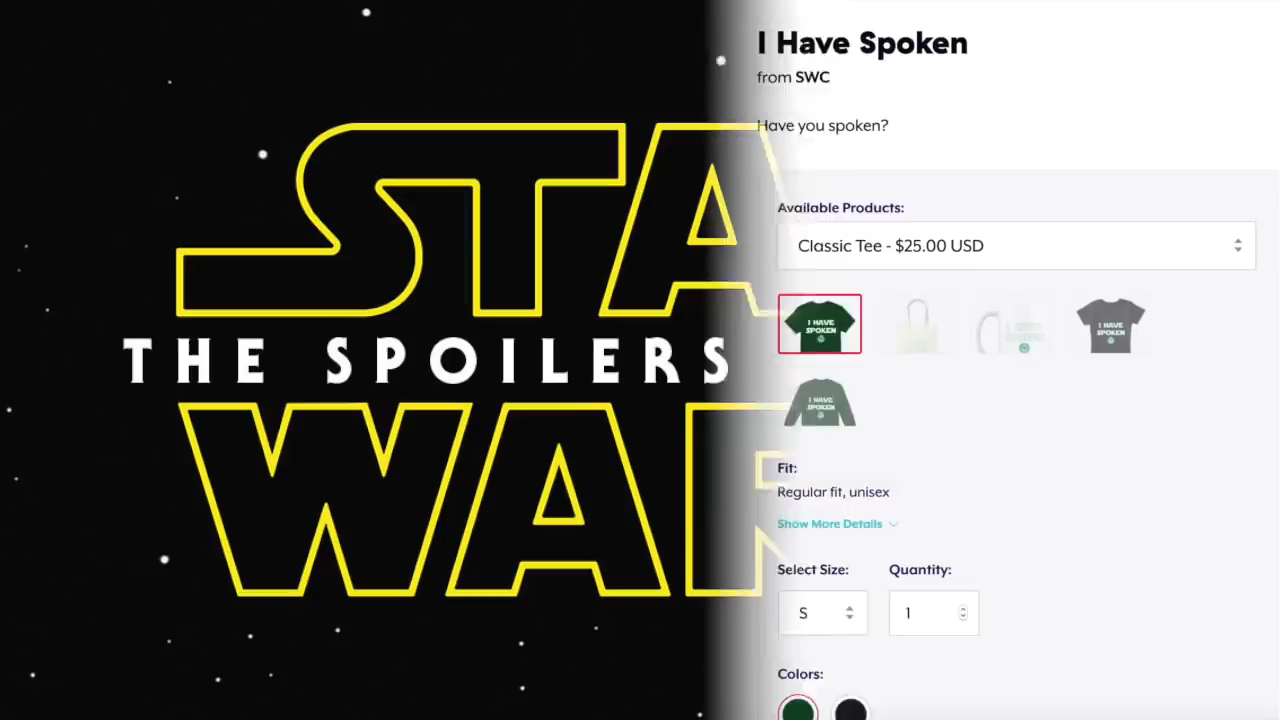 STA
THE SPOILERS
WAR
I Have Spoken
from SWC
Have you spoken?
Available Products:
Classic Tee - $25.00 USD
I HAVE
SPOKEN
I HAVE
SPOKEN
I HAVE
SPOKEN
Fit:
Regular fit, unisex
Show More Details
Select Size:
Quantity:
S
1
Colors: